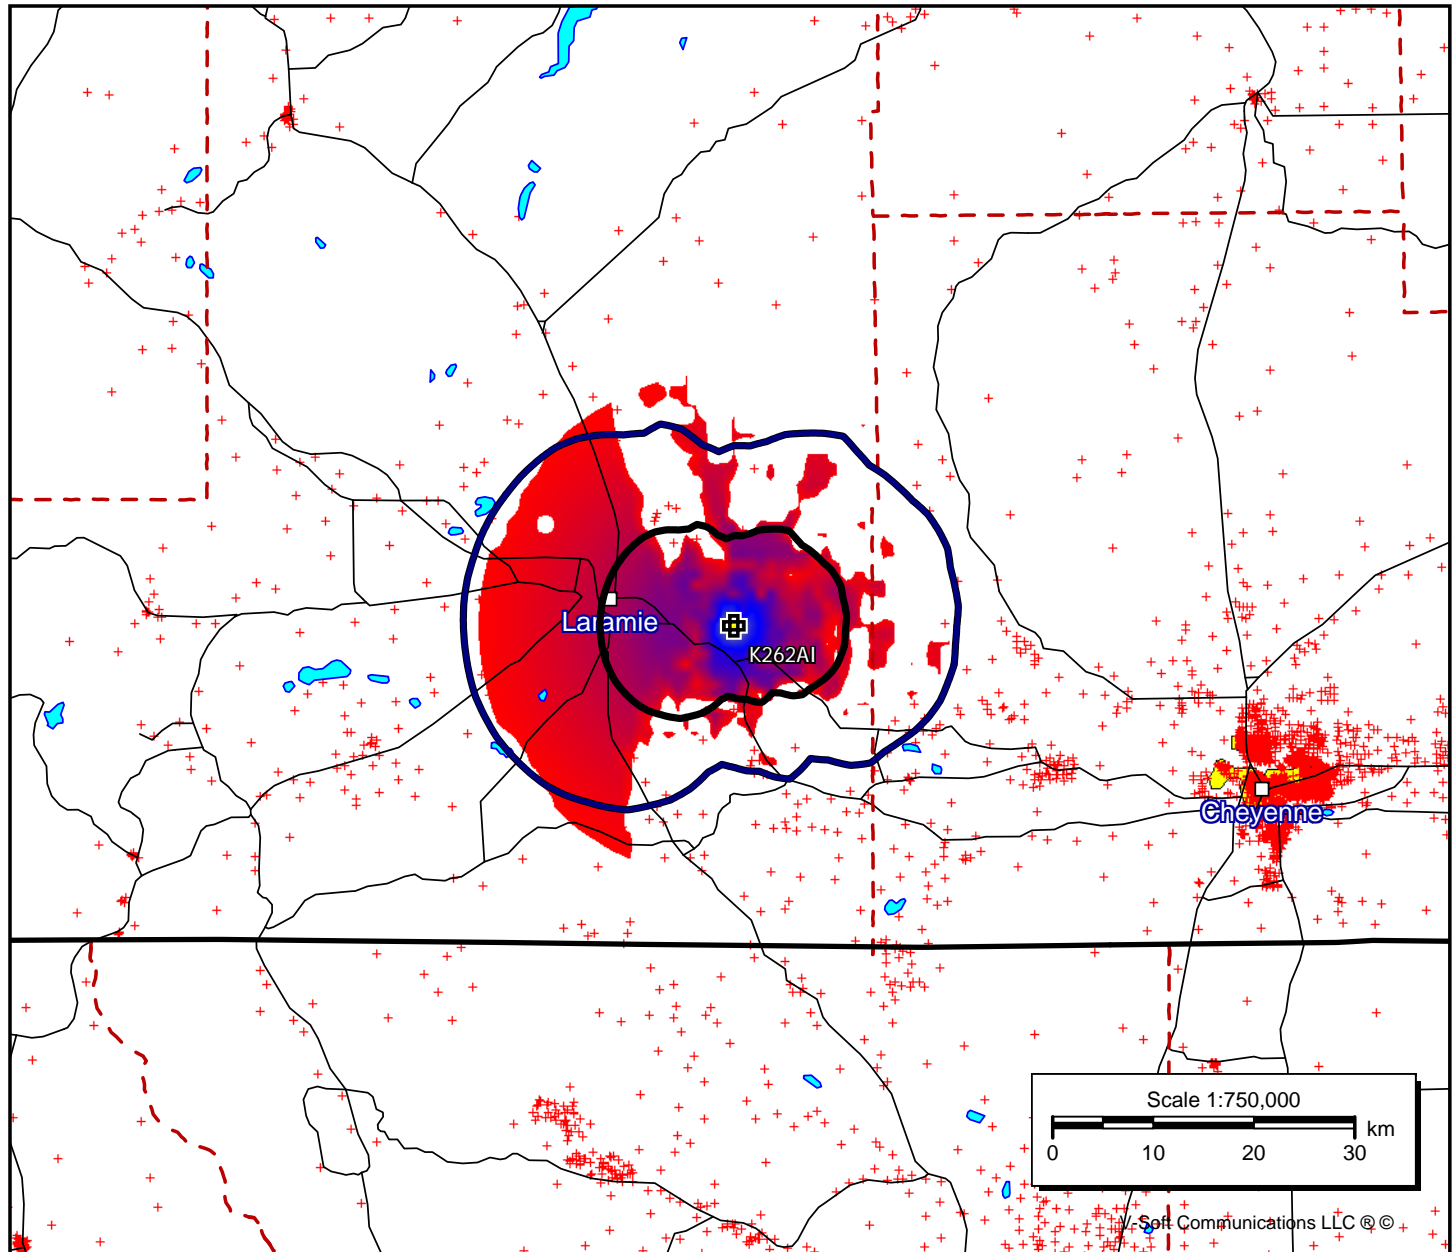 Laramie
K262AI
Cheyenne
Scale 1:750,000
km
0 10 20 30
V-Soft Communications LLC ® ©